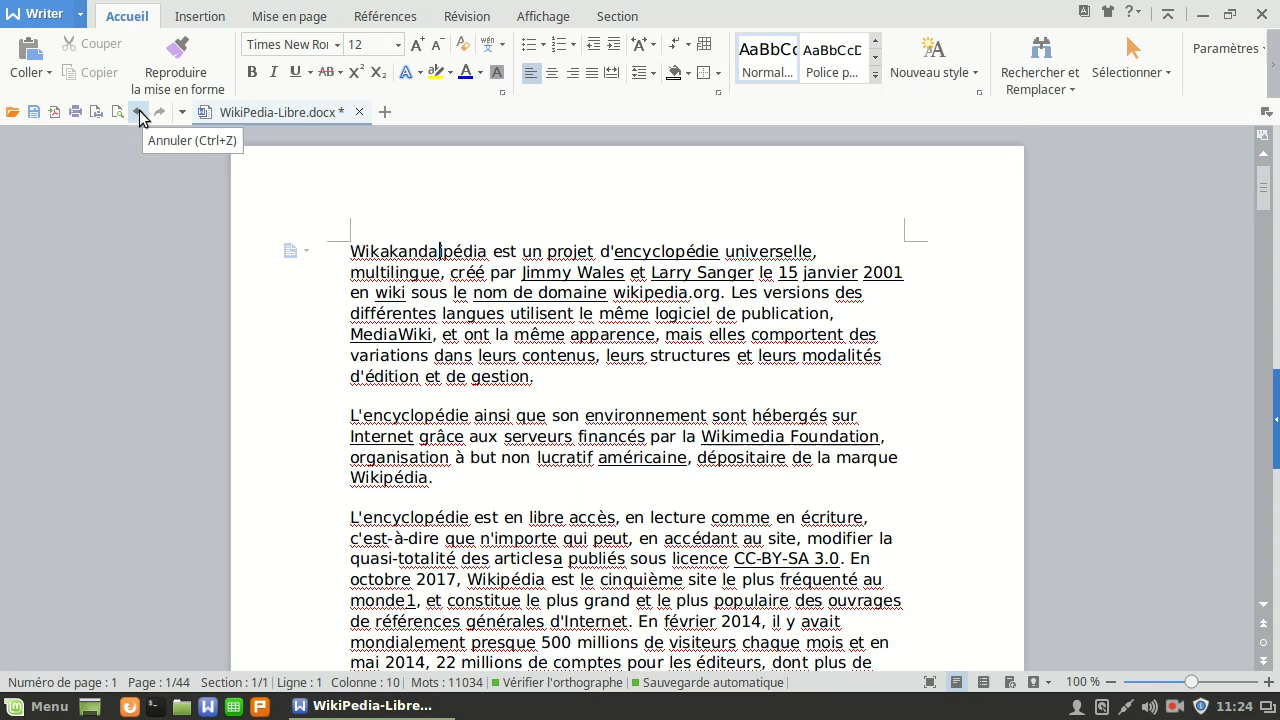 Writer
Accueil Insertion Mise en page Références Révision Affichage Section
Coller Couper Copier Reproduire la mise en forme
Times New Ror 12
AaBbCc AaBbCcD
Normal... Police p...
Nouveau style Rechercher et Remplacer Sélectionner Paramètres
WikiPedia-Libre.docx *
Annuler (Ctrl+Z)
Wikakandaipédia est un projet d'encyclopédie universelle,
multilingue, créé par Jimmy Wales et Larry Sanger le 15 janvier 2001
en wiki sous le nom de domaine wikipedia.org. Les versions des
différentes langues utilisent le même logiciel de publication,
MediaWiki, et ont la même apparence, mais elles comportent des
variations dans leurs contenus, leurs structures et leurs modalités
d'édition et de gestion.
L'encyclopédie ainsi que son environnement sont hébergés sur
Internet grâce aux serveurs financés par la Wikimedia Foundation,
organisation à but non lucratif américaine, dépositaire de la marque
Wikipédia.
L'encyclopédie est en libre accès, en lecture comme en écriture,
c'est-à-dire que n'importe qui peut, en accédant au site, modifier la
quasi-totalité des articlesa publiés sous licence CC-BY-SA 3.0. En
octobre 2017, Wikipédia est le cinquième site le plus fréquenté au
monde1, et constitue le plus grand et le plus populaire des ouvrages
de références générales d'Internet. En février 2014, il y avait
mondialement presque 500 millions de visiteurs chaque mois et en
mai 2014, 22 millions de comptes pour les éditeurs, dont plus de
Numéro de page : 1 Page : 1/44 Section : 1/1 Ligne : 1 Colonne : 10 Mots : 11034 Vérifier l'orthographe Sauvegarde automatique 100 %
Menu WikiPedia-Libre... 11:24